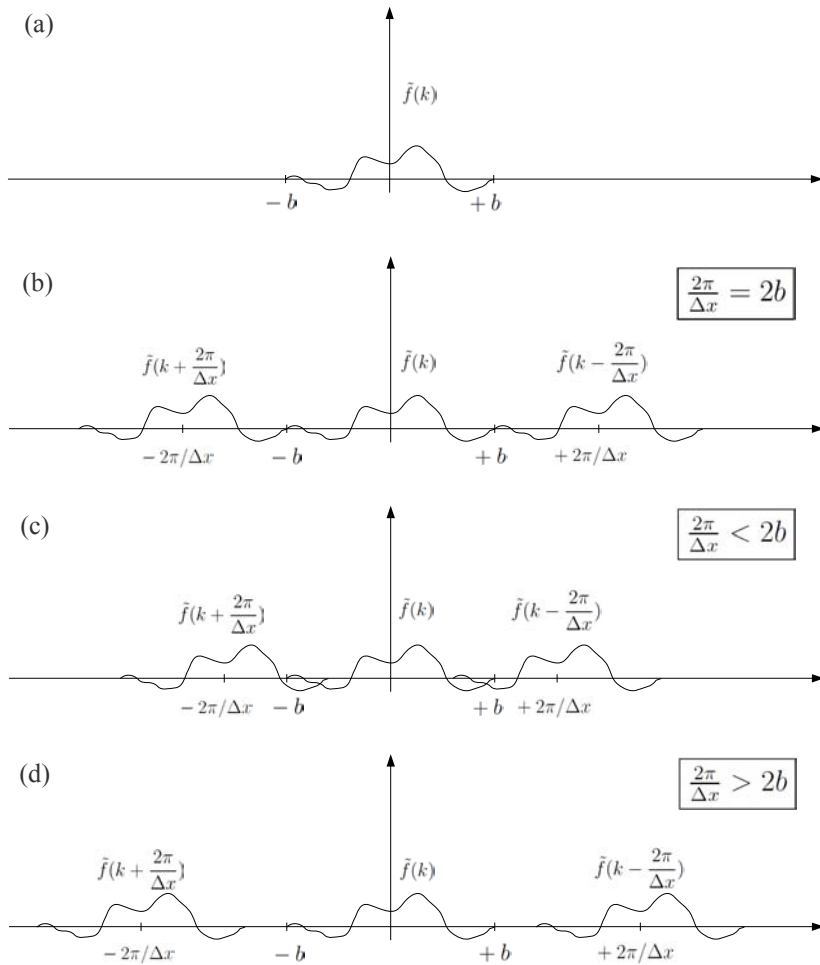 (a)
f̃(k)
− b
+ b
(b)
2π/Δx = 2b
f̃(k + 2π/Δx)
f̃(k)
f̃(k − 2π/Δx)
− 2π/Δx
− b
+ b
+ 2π/Δx
(c)
2π/Δx < 2b
f̃(k + 2π/Δx)
f̃(k)
f̃(k − 2π/Δx)
− 2π/Δx
− b
+ b
+ 2π/Δx
(d)
2π/Δx > 2b
f̃(k + 2π/Δx)
f̃(k)
f̃(k − 2π/Δx)
− 2π/Δx
− b
+ b
+ 2π/Δx